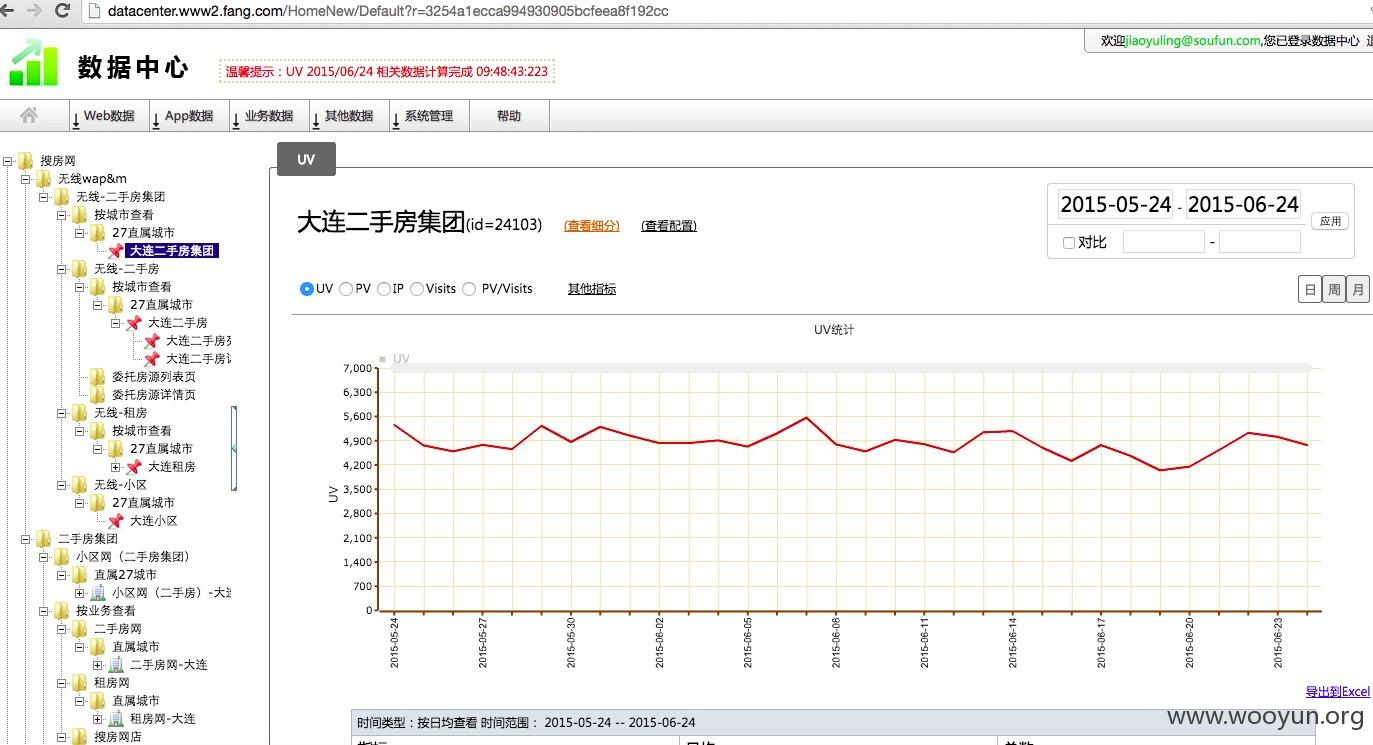 datacenter.www2.fang.com/HomeNew/Default?r=3254a1ecca994930905bcfeea8f192cc
欢迎jiaoyuling@soufun.com,您已登录数据中心
数据中心
温馨提示：UV 2015/06/24 相关数据计算完成 09:48:43:223
Web数据 App数据 业务数据 其他数据 系统管理 帮助
搜房网
无线wap&m
无线-二手房集团
按城市查看
27直属城市
大连二手房集团
无线-二手房
按城市查看
27直属城市
大连二手房
大连二手房列
大连二手房详
委托房源列表页
委托房源详情页
无线-租房
按城市查看
27直属城市
大连租房
无线-小区
27直属城市
大连小区
二手房集团
小区网（二手房集团）
直属27城市
小区网（二手房）-大连
按业务查看
二手房网
直属城市
二手房网-大连
租房网
直属城市
租房网-大连
搜房网店
UV
大连二手房集团(id=24103) (查看细分) (查看配置)
2015-05-24 - 2015-06-24
应用
对比 -
UV PV IP Visits PV/Visits 其他指标
日 周 月
UV统计
UV
7,000
6,300
5,600
4,900
4,200
3,500
2,800
2,100
1,400
700
0
UV
2015-05-24 2015-05-27 2015-05-30 2015-06-02 2015-06-05 2015-06-08 2015-06-11 2015-06-14 2015-06-17 2015-06-20 2015-06-23
导出到Excel
时间类型：按日均查看 时间范围： 2015-05-24 -- 2015-06-24
www.wooyun.org